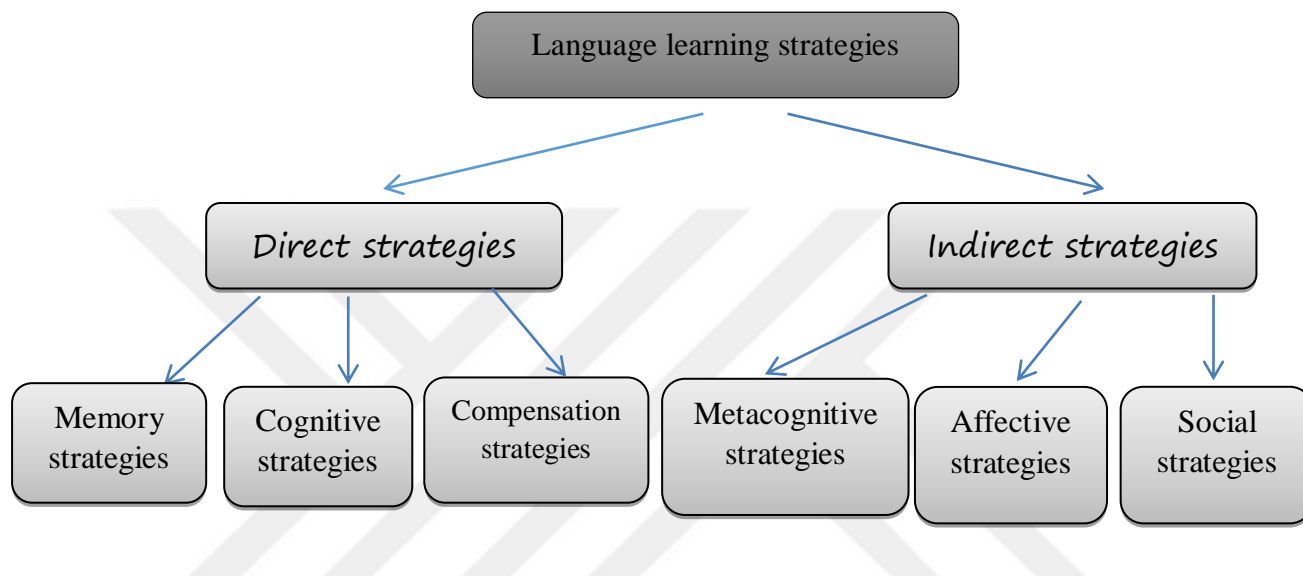 Language learning strategies
Direct strategies
Indirect strategies
Memory
strategies
Cognitive
strategies
Compensation
strategies
Metacognitive
strategies
Affective
strategies
Social
strategies